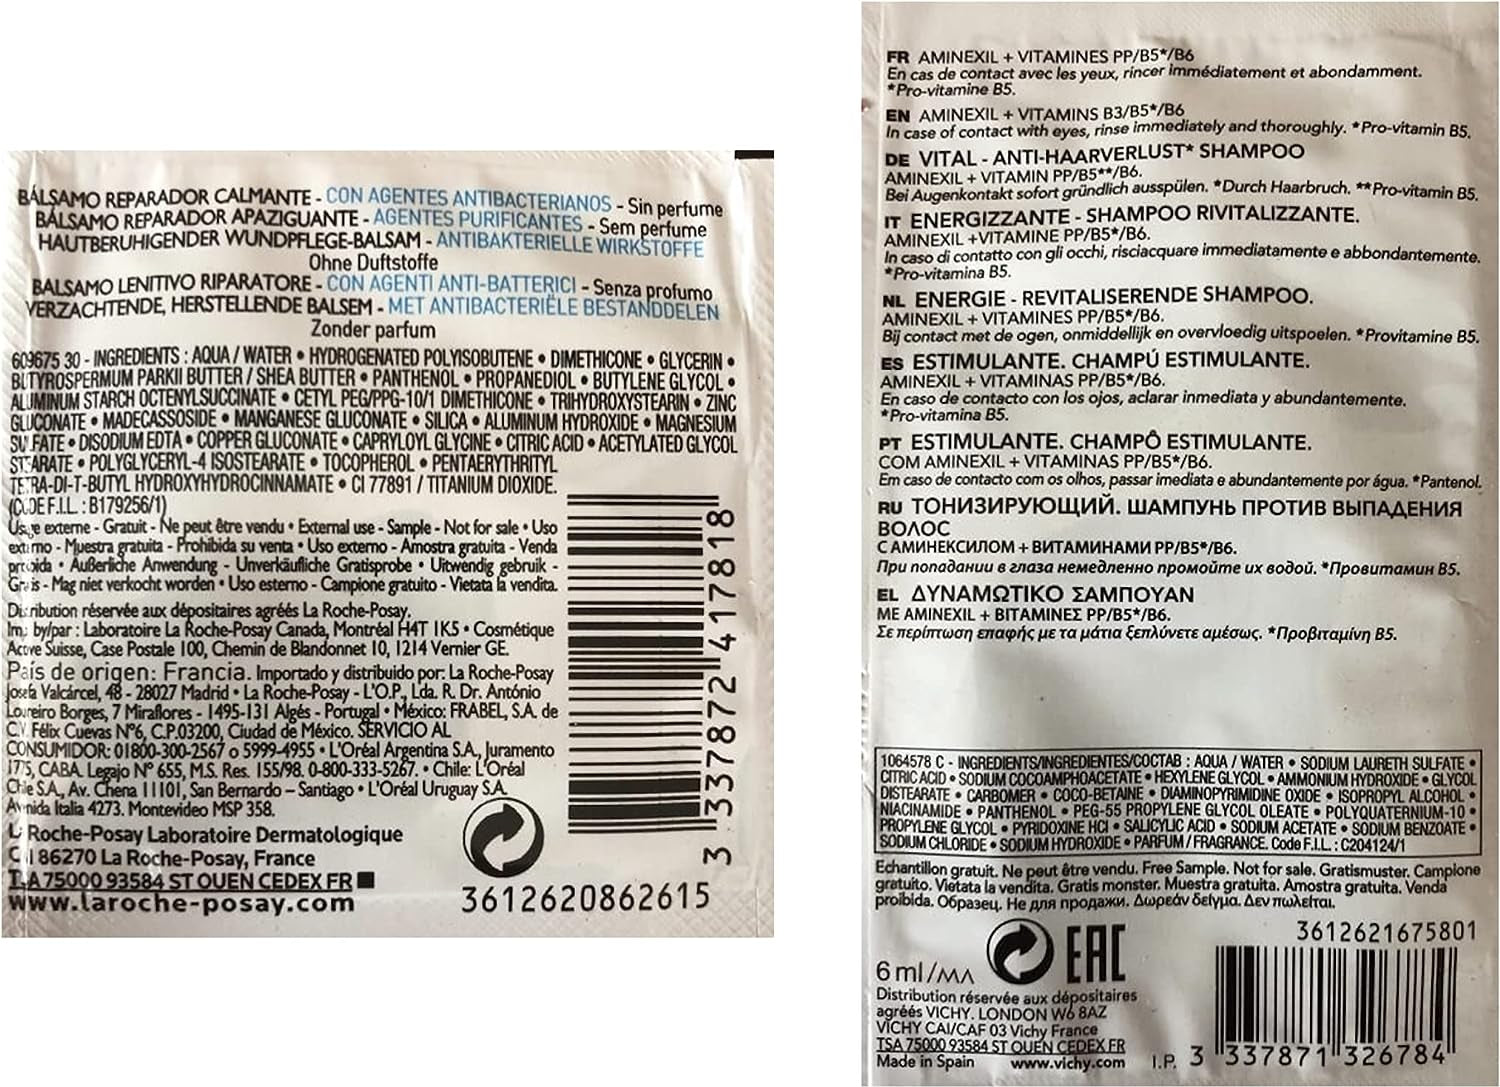 BÁLSAMO REPARADOR CALMANTE - CON AGENTES ANTIBACTERIANOS - Sin perfume
BÁLSAMO REPARADOR APAZIGUANTE - AGENTES PURIFICANTES - Sem perfume
HAUTBERUHIGENDER WUNDPFLEGE-BALSAM - ANTIBAKTERIELLE WIRKSTOFFE
Ohne Duftstoffe
BALSAMO LENITIVO RIPARATORE - CON AGENTI ANTI-BATTERICI - Senza profumo
VERZACHTENDE, HERSTELLENDE BALSEM - MET ANTIBACTERIËLE BESTANDDELEN
Zonder parfum
609675 30 - INGREDIENTS : AQUA / WATER • HYDROGENATED POLYISOBUTENE • DIMETHICONE • GLYCERIN •
BUTYROSPERMUM PARKII BUTTER / SHEA BUTTER • PANTHENOL • PROPANEDIOL • BUTYLENE GLYCOL •
ALUMINUM STARCH OCTENYLSUCCINATE • CETYL PEG/PPG-10/1 DIMETHICONE • TRIHYDROXYSTEARIN • ZINC
GLUCONATE • MADECASSOSIDE • MANGANESE GLUCONATE • SILICA • ALUMINUM HYDROXIDE • MAGNESIUM
SULFATE • DISODIUM EDTA • COPPER GLUCONATE • CAPRYLOYL GLYCINE • CITRIC ACID • ACETYLATED GLYCOL
STEARATE • POLYGLYCERYL-4 ISOSTEARATE • TOCOPHEROL • PENTAERYTHRITYL
TETRA-DI-T-BUTYL HYDROXYHYDROCINNAMATE • CI 77891 / TITANIUM DIOXIDE.
(CODE F.I.L. : B179256/1)
Usage externe - Gratuit - Ne peut être vendu • External use - Sample - Not for sale • Uso
externo - Muestra gratuita - Prohibida su venta • Uso externo - Amostra gratuita - Venda
proibida • Äußerliche Anwendung - Unverkäufliche Gratisprobe • Uitwendig gebruik -
Gratis - Mag niet verkocht worden • Uso esterno - Campione gratuito - Vietata la vendita.
Distribution réservée aux dépositaires agréés La Roche-Posay.
Imp. by/par : Laboratoire La Roche-Posay Canada, Montréal H4T 1K5 • Cosmétique
Active Suisse, Case Postale 100, Chemin de Blandonnet 10, 1214 Vernier GE.
País de origen: Francia. Importado y distribuido por: La Roche-Posay
Josefa Valcárcel, 48 - 28027 Madrid • La Roche-Posay - L'O.P., Lda. R. Dr. António
Loureiro Borges, 7 Miraflores - 1495-131 Algés - Portugal • México: FRABEL, S.A. de
C.V. Félix Cuevas N°6, C.P.03200, Ciudad de México. SERVICIO AL
CONSUMIDOR: 01800-300-2567 o 5999-4955 • L'Oréal Argentina S.A., Juramento
1775, CABA. Legajo N° 655, M.S. Res. 155/98. 0-800-333-5267. • Chile: L'Oréal
Chile S.A., Av. Chena 11101, San Bernardo – Santiago • L'Oréal Uruguay S.A.
Avenida Italia 4273. Montevideo MSP 358.
La Roche-Posay Laboratoire Dermatologique
86270 La Roche-Posay, France
TSA 75000 93584 ST OUEN CEDEX FR
www.laroche-posay.com
3 337872 417818
3612620862615
FR AMINEXIL + VITAMINES PP/B5*/B6
En cas de contact avec les yeux, rincer immédiatement et abondamment.
*Pro-vitamine B5.
EN AMINEXIL + VITAMINS B3/B5*/B6
In case of contact with eyes, rinse immediately and thoroughly. *Pro-vitamin B5.
DE VITAL - ANTI-HAARVERLUST* SHAMPOO
AMINEXIL + VITAMIN PP/B5**/B6.
Bei Augenkontakt sofort gründlich ausspülen. *Durch Haarbruch. **Pro-vitamin B5.
IT ENERGIZZANTE - SHAMPOO RIVITALIZZANTE.
AMINEXIL +VITAMINE PP/B5*/B6.
In caso di contatto con gli occhi, risciacquare immediatamente e abbondantemente.
*Pro-vitamina B5.
NL ENERGIE - REVITALISERENDE SHAMPOO.
AMINEXIL + VITAMINES PP/B5*/B6.
Bij contact met de ogen, onmiddellijk en overvloedig uitspoelen. *Provitamine B5.
ES ESTIMULANTE. CHAMPÚ ESTIMULANTE.
AMINEXIL + VITAMINAS PP/B5*/B6.
En caso de contacto con los ojos, aclarar inmediata y abundantemente.
*Pro-vitamina B5.
PT ESTIMULANTE. CHAMPÔ ESTIMULANTE.
COM AMINEXIL + VITAMINAS PP/B5*/B6.
Em caso de contacto com os olhos, passar imediata e abundantemente por água. *Pantenol.
RU ТОНИЗИРУЮЩИЙ. ШАМПУНЬ ПРОТИВ ВЫПАДЕНИЯ
ВОЛОС
С АМИНЕКСИЛОМ + ВИТАМИНАМИ PP/B5*/B6.
При попадании в глаза немедленно промойте их водой. *Провитамин B5.
EL ΔΥΝΑΜΩΤΙΚΟ ΣΑΜΠΟΥΑΝ
ΜΕ AMINEXIL + ΒΙΤΑΜΙΝΕΣ PP/B5*/B6.
Σε περίπτωση επαφής με τα μάτια ξεπλύνετε αμέσως. *Προβιταμίνη B5.
1064578 C - INGREDIENTS/INGREDIENTES/СОСТАВ : AQUA / WATER • SODIUM LAURETH SULFATE •
CITRIC ACID • SODIUM COCOAMPHOACETATE • HEXYLENE GLYCOL • AMMONIUM HYDROXIDE • GLYCOL
DISTEARATE • CARBOMER • COCO-BETAINE • DIAMINOPYRIMIDINE OXIDE • ISOPROPYL ALCOHOL •
NIACINAMIDE • PANTHENOL • PEG-55 PROPYLENE GLYCOL OLEATE • POLYQUATERNIUM-10 •
PROPYLENE GLYCOL • PYRIDOXINE HCI • SALICYLIC ACID • SODIUM ACETATE • SODIUM BENZOATE •
SODIUM CHLORIDE • SODIUM HYDROXIDE • PARFUM / FRAGRANCE. Code F.I.L. : C204124/1
Echantillon gratuit. Ne peut être vendu. Free Sample. Not for sale. Gratismuster. Campione
gratuito. Vietata la vendita. Gratis monster. Muestra gratuita. Amostra gratuita. Venda
proibida. Образец. Не для продажи. Δωρεάν δείγμα. Δεν πωλείται.
3612621675801
6 ml/мл
EAC
Distribution réservée aux dépositaires
agréés VICHY. LONDON W6 8AZ
VICHY CAI/CAF 03 Vichy France
TSA 75000 93584 ST OUEN CEDEX FR
Made in Spain www.vichy.com
I.P. 3 337871 326784